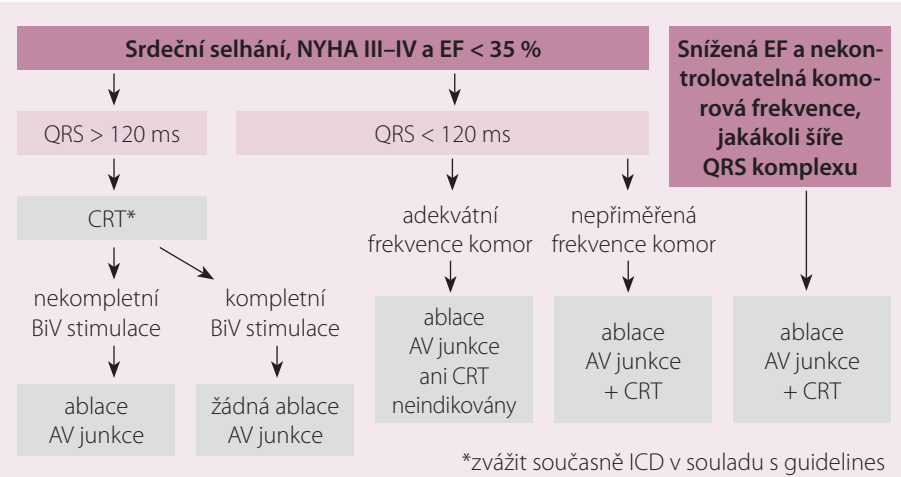 Srdeční selhání, NYHA III–IV a EF < 35 %
QRS > 120 ms
CRT*
nekompletní
BiV stimulace
ablace
AV junkce
kompletní
BiV stimulace
žádná ablace
AV junkce
QRS < 120 ms
adekvátní
frekvence komor
ablace
AV junkce
ani CRT
neindikovány
nepřiměřená
frekvence komor
ablace
AV junkce
+ CRT
Snížená EF a nekon-
trolovatelná komo-
rová frekvence,
jakákoli šíře
QRS komplexu
ablace
AV junkce
+ CRT
*zvážit současně ICD v souladu s guidelines